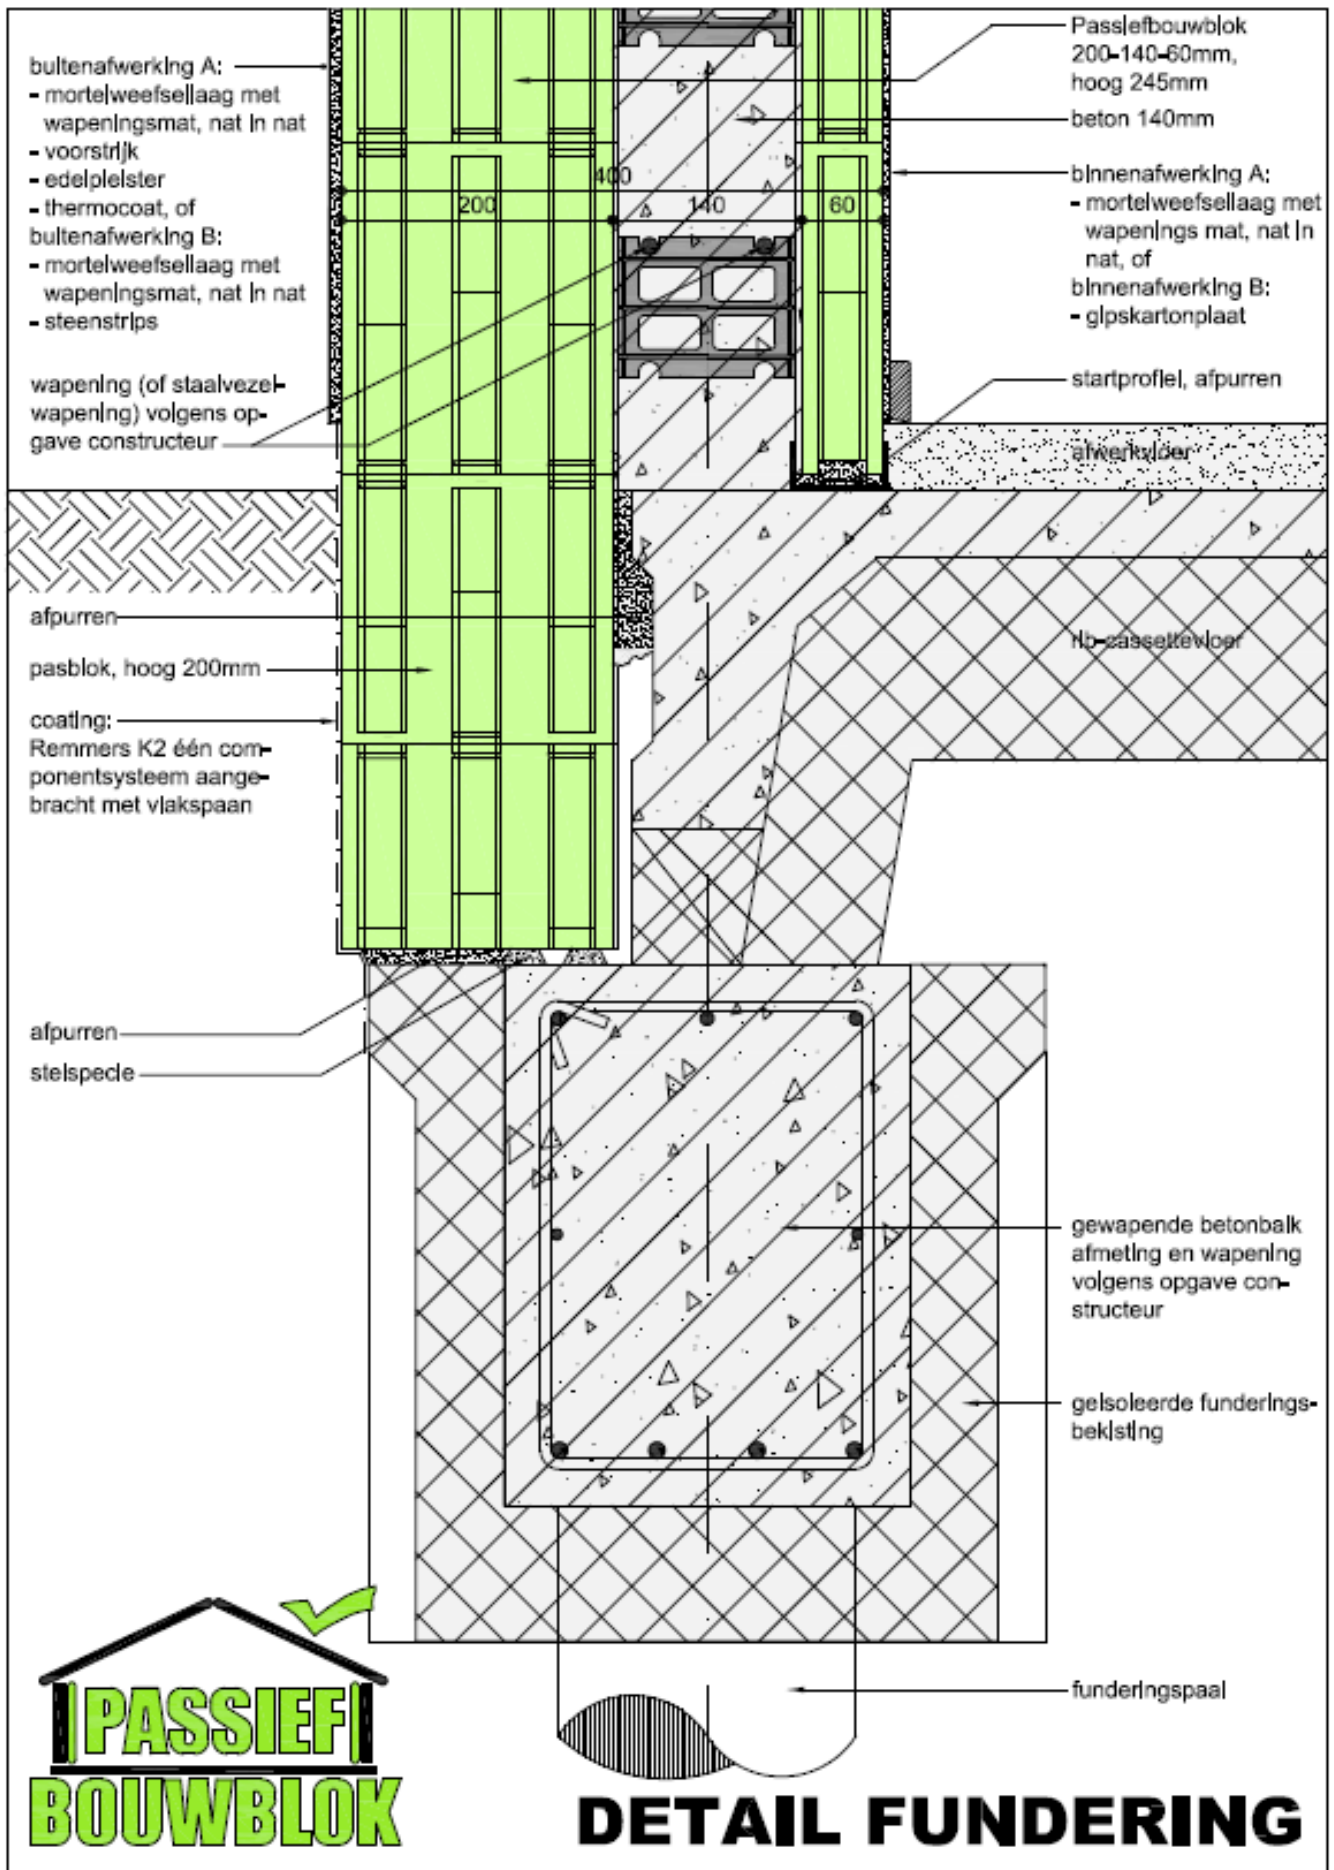 buitenafwerking A:
- mortelweefsellaag met
wapeningsmat, nat in nat
- voorstrijk
- edelpleister
- thermocoat, of
buitenafwerking B:
- mortelweefsellaag met
wapeningsmat, nat in nat
- steenstrips
wapening (of staalvezel-
wapening) volgens op-
gave constructeur
afpurren
pasblok, hoog 200mm
coating:
Remmers K2 één com-
ponentsysteem aange-
bracht met vlakspaan
afpurren
stelspecie
400
200
140
60
Passiefbouwblok
200-140-60mm,
hoog 245mm
beton 140mm
binnenafwerking A:
- mortelweefsellaag met
wapenings mat, nat in
nat, of
binnenafwerking B:
- gipskartonplaat
startprofiel, afpurren
afwerkvloer
rib-cassettevloer
gewapende betonbalk
afmeting en wapening
volgens opgave con-
structeur
geisoleerde funderings-
bekisting
funderingspaal
PASSIEF
BOUWBLOK
DETAIL FUNDERING